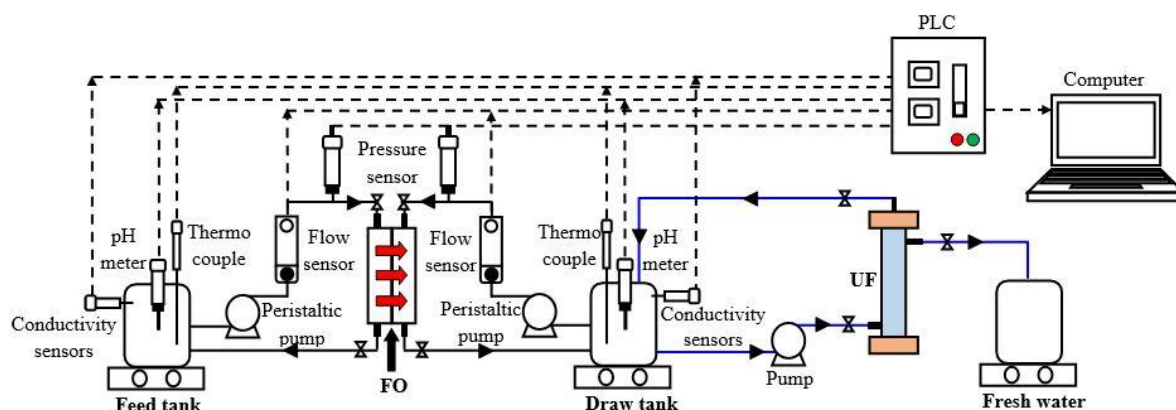 PLC
Computer
Pressure
sensor
pH
meter
Thermo
couple
Flow
sensor
Flow
sensor
Thermo
couple
pH
meter
UF
Conductivity
sensors
Peristaltic
pump
Peristaltic
pump
Conductivity
sensors
Pump
FO
Feed tank
Draw tank
Fresh water